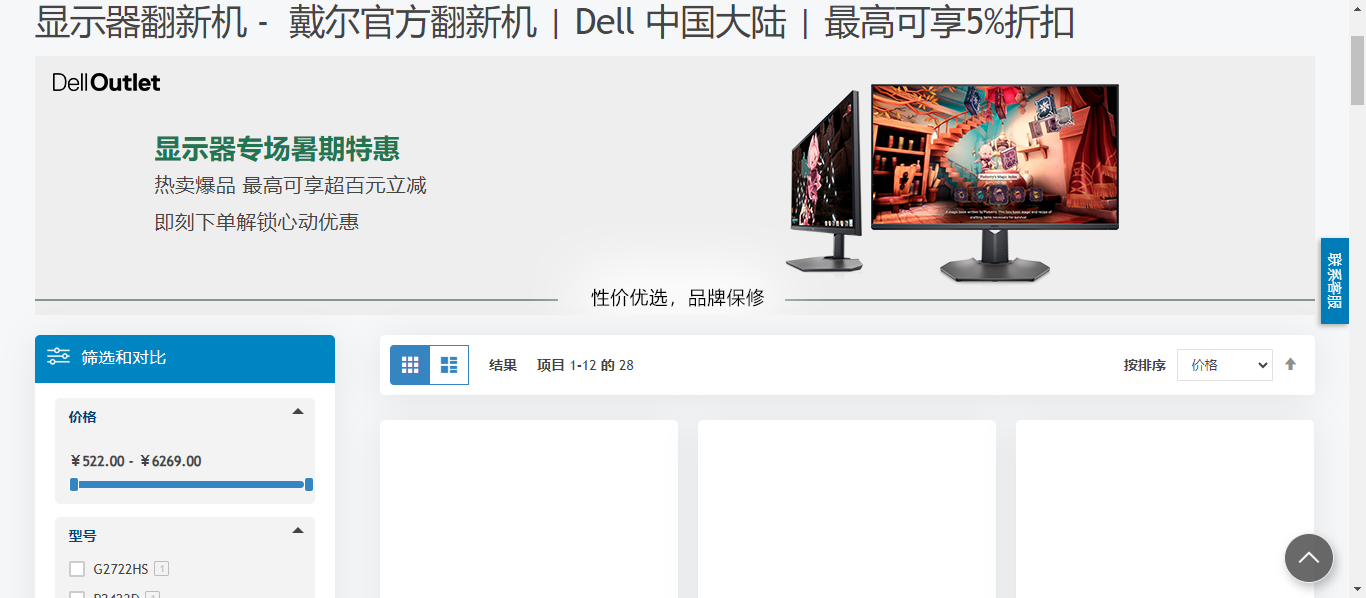 显示器翻新机 - 戴尔官方翻新机 | Dell 中国大陆 | 最高可享5%折扣
DellOutlet
显示器专场暑期特惠
热卖爆品 最高可享超百元立减
即刻下单解锁心动优惠
性价优选，品牌保修
联系客服
筛选和对比
结果 项目 1-12 的 28
按排序 价格
价格
￥522.00 - ￥6269.00
型号
G2722HS 1